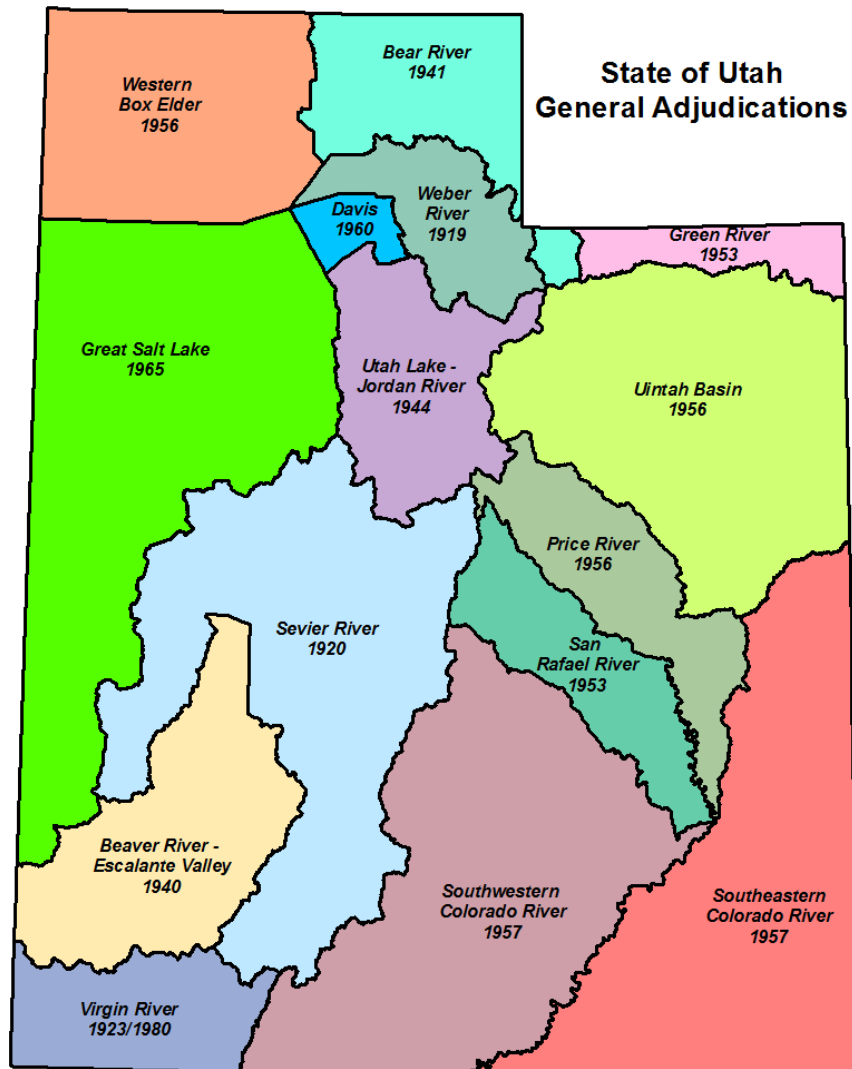 State of Utah
General Adjudications
Bear River
1941
Western
Box Elder
1956
Weber
River
1919
Davis
1960
Green River
1953
Great Salt Lake
1965
Utah Lake -
Jordan River
1944
Uintah Basin
1956
Price River
1956
Sevier River
1920
San
Rafael River
1953
Beaver River -
Escalante Valley
1940
Southwestern
Colorado River
1957
Southeastern
Colorado River
1957
Virgin River
1923/1980